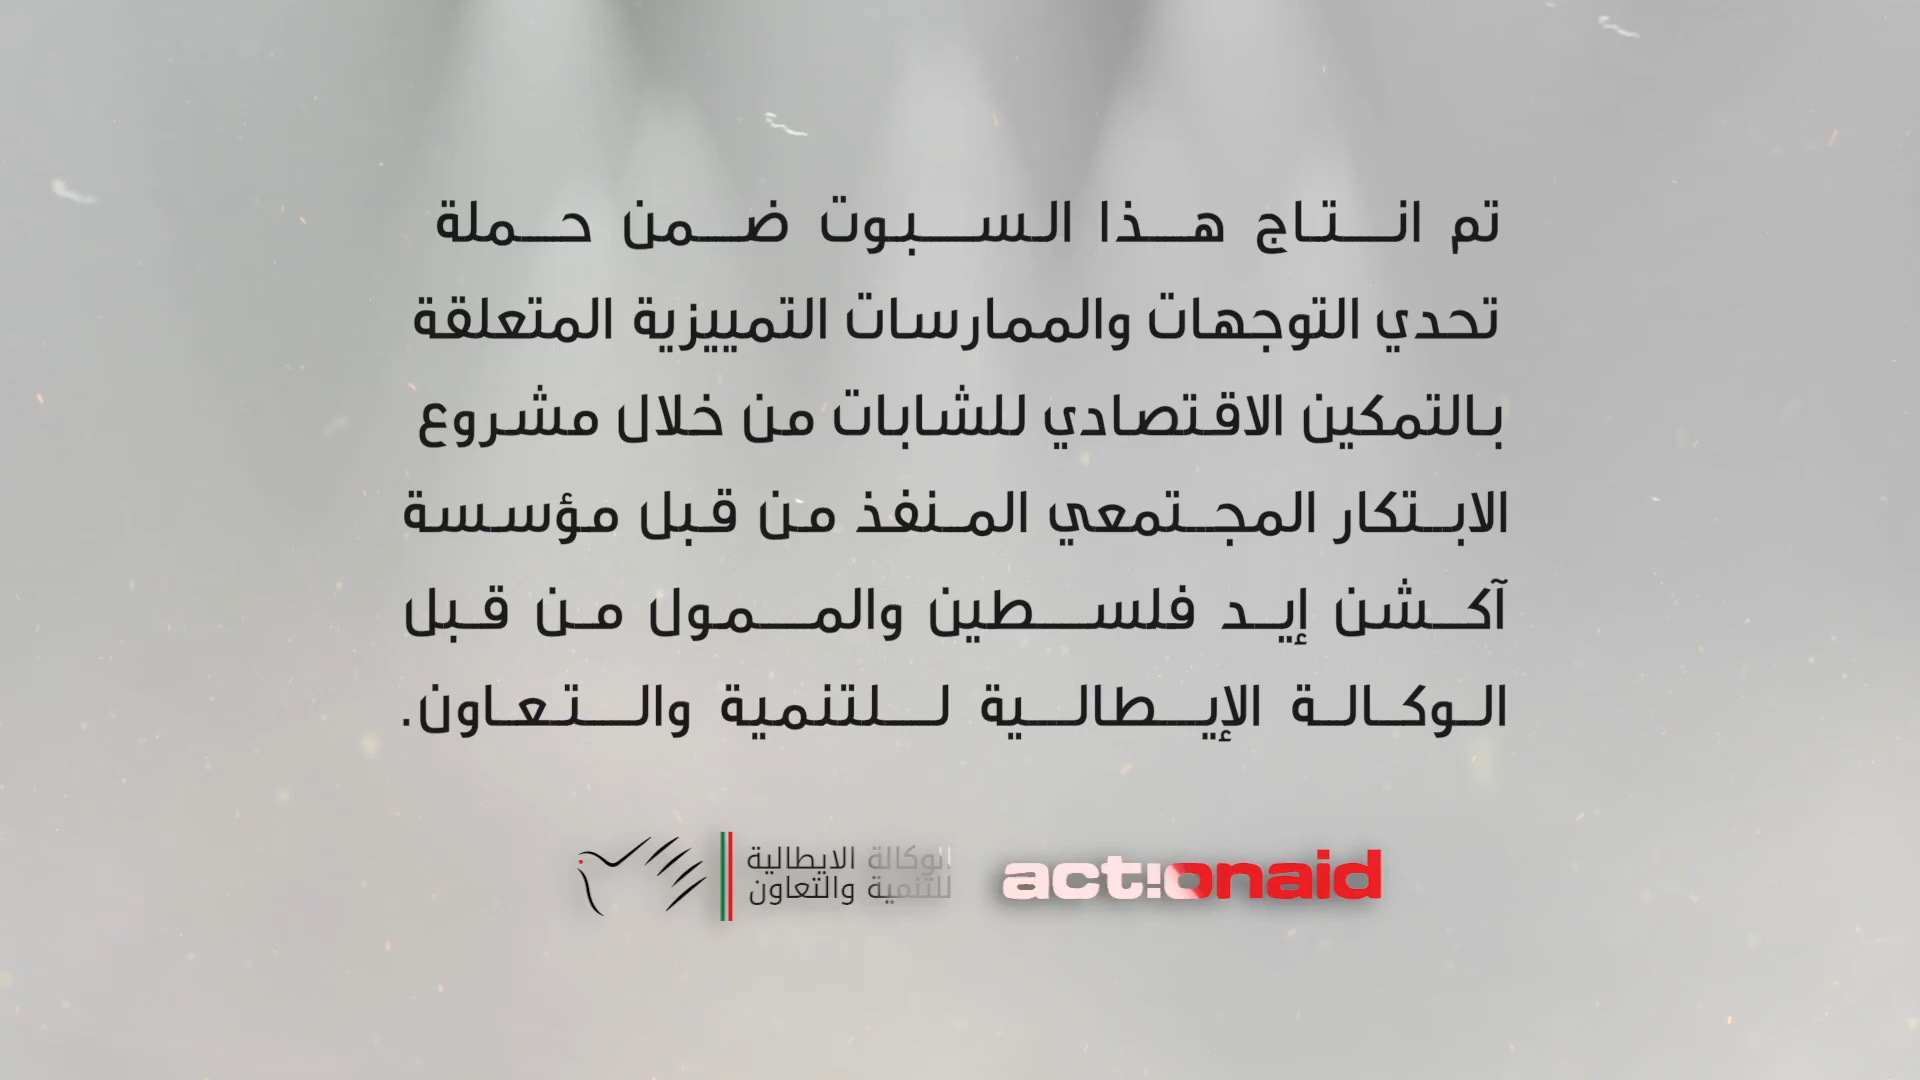 تم انتاج هذا السبوت ضمن حملة
تحدي التوجهات والممارسات التمييزية المتعلقة
بالتمكين الاقتصادي للشابات من خلال مشروع
الابتكار المجتمعي المنفذ من قبل مؤسسة
آكشن إيد فلسطين والممول من قبل
الوكالة الإيطالية للتنمية والتعاون.
الوكالة الايطالية
للتنمية والتعاون
act!onaid